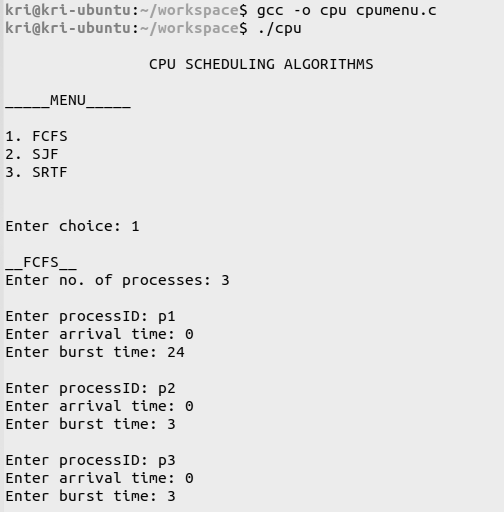 kri@kri-ubuntu:~/workspace$ gcc -o cpu cpumenu.c
kri@kri-ubuntu:~/workspace$ ./cpu
CPU SCHEDULING ALGORITHMS
_____MENU_____
1. FCFS
2. SJF
3. SRTF
Enter choice: 1
__FCFS__
Enter no. of processes: 3
Enter processID: p1
Enter arrival time: 0
Enter burst time: 24
Enter processID: p2
Enter arrival time: 0
Enter burst time: 3
Enter processID: p3
Enter arrival time: 0
Enter burst time: 3